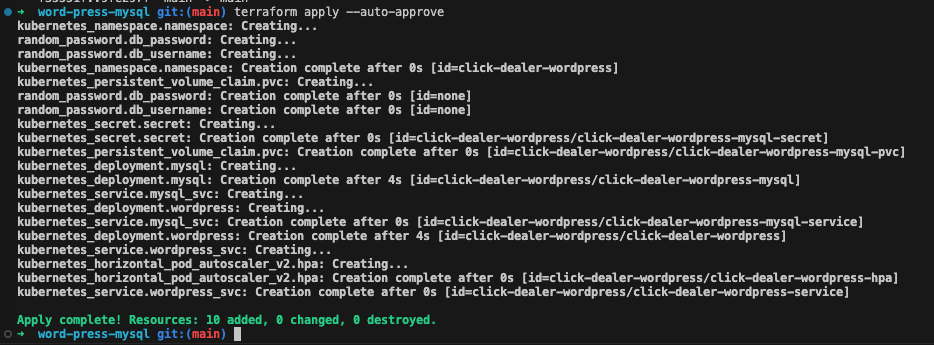 ➜ word-press-mysql git:(main) terraform apply --auto-approve
kubernetes_namespace.namespace: Creating...
random_password.db_password: Creating...
random_password.db_username: Creating...
kubernetes_namespace.namespace: Creation complete after 0s [id=click-dealer-wordpress]
kubernetes_persistent_volume_claim.pvc: Creating...
random_password.db_password: Creation complete after 0s [id=none]
random_password.db_username: Creation complete after 0s [id=none]
kubernetes_secret.secret: Creating...
kubernetes_secret.secret: Creation complete after 0s [id=click-dealer-wordpress/click-dealer-wordpress-mysql-secret]
kubernetes_persistent_volume_claim.pvc: Creation complete after 0s [id=click-dealer-wordpress/click-dealer-wordpress-mysql-pvc]
kubernetes_deployment.mysql: Creating...
kubernetes_deployment.mysql: Creation complete after 4s [id=click-dealer-wordpress/click-dealer-wordpress-mysql]
kubernetes_service.mysql_svc: Creating...
kubernetes_deployment.wordpress: Creating...
kubernetes_service.mysql_svc: Creation complete after 0s [id=click-dealer-wordpress/click-dealer-wordpress-mysql-service]
kubernetes_deployment.wordpress: Creation complete after 4s [id=click-dealer-wordpress/click-dealer-wordpress]
kubernetes_service.wordpress_svc: Creating...
kubernetes_horizontal_pod_autoscaler_v2.hpa: Creating...
kubernetes_horizontal_pod_autoscaler_v2.hpa: Creation complete after 0s [id=click-dealer-wordpress/click-dealer-wordpress-hpa]
kubernetes_service.wordpress_svc: Creation complete after 0s [id=click-dealer-wordpress/click-dealer-wordpress-service]
Apply complete! Resources: 10 added, 0 changed, 0 destroyed.
➜ word-press-mysql git:(main)